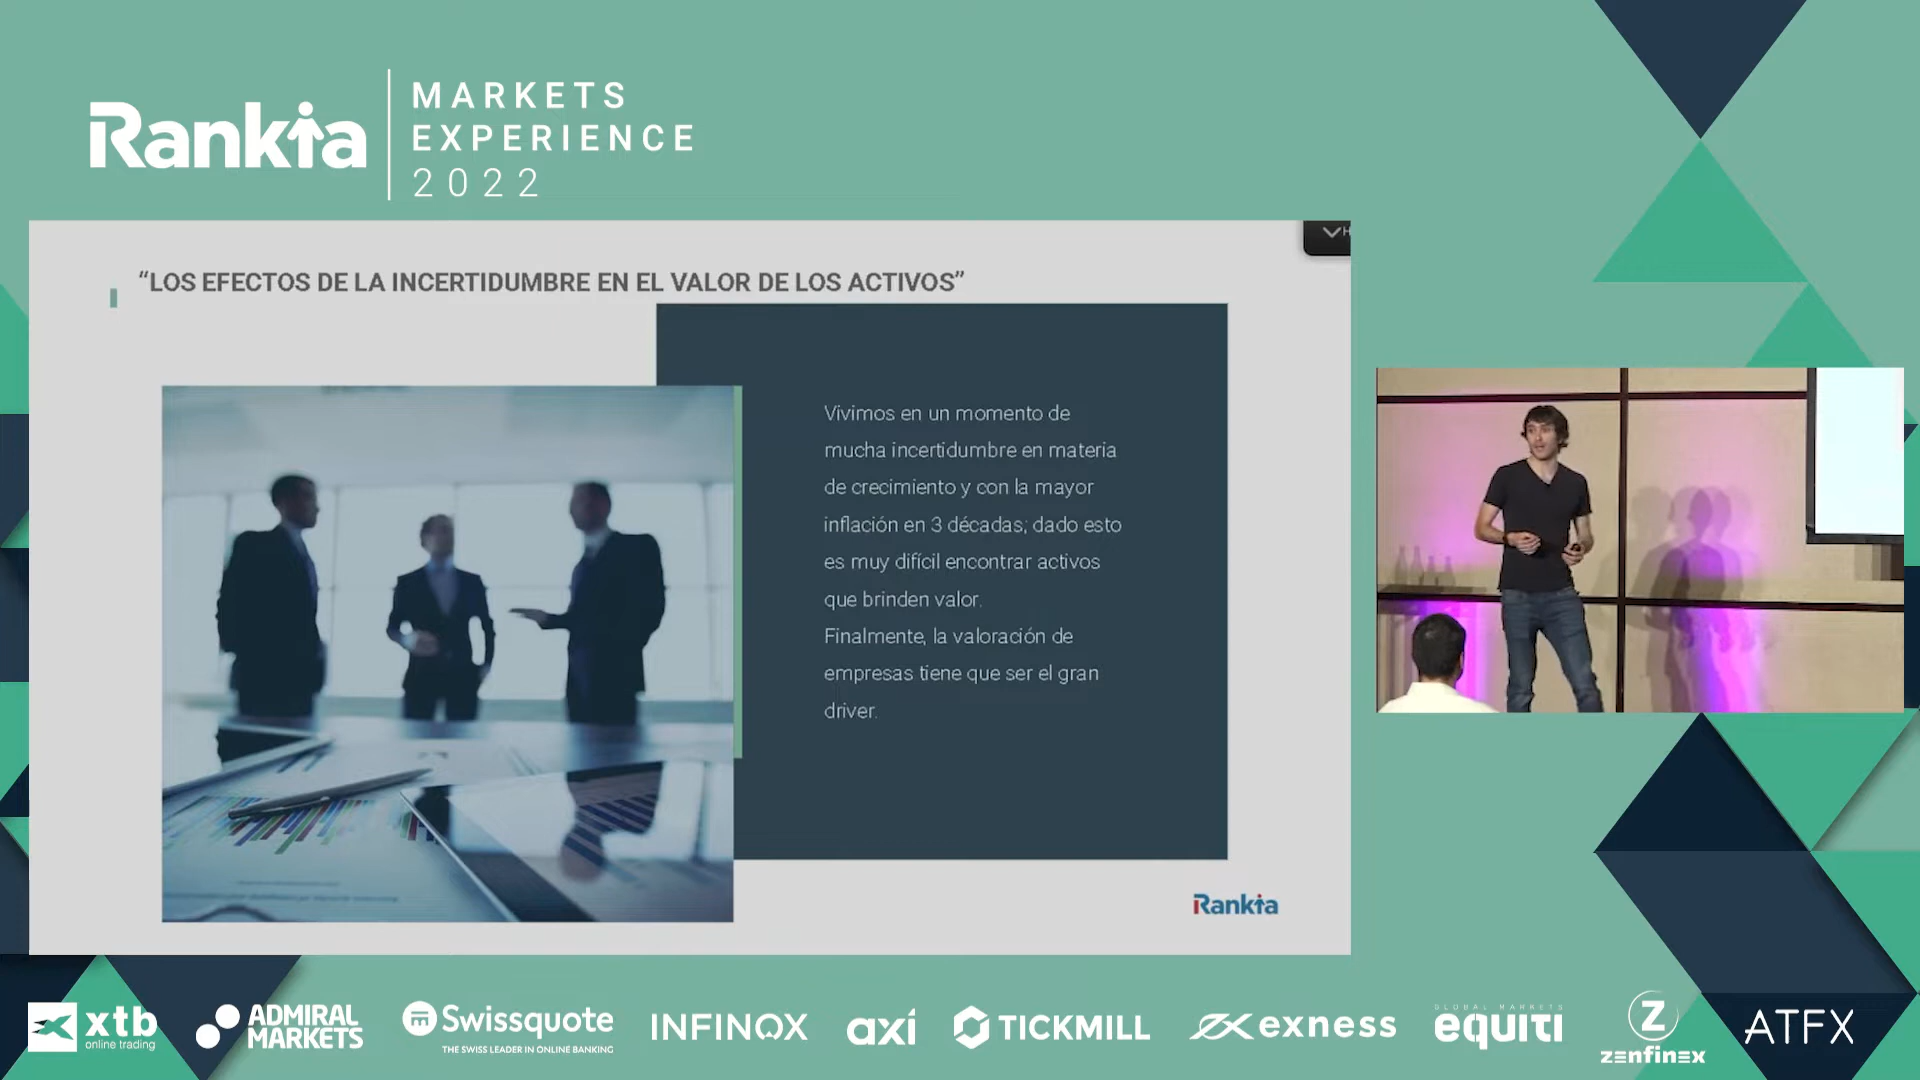 Rankia
MARKETS
EXPERIENCE
2022
H
“LOS EFECTOS DE LA INCERTIDUMBRE EN EL VALOR DE LOS ACTIVOS”
Vivimos en un momento de
mucha incertidumbre en materia
de crecimiento y con la mayor
inflación en 3 décadas; dado esto
es muy difícil encontrar activos
que brinden valor.
Finalmente, la valoración de
empresas tiene que ser el gran
driver.
Rankia
xtb
online trading
ADMIRAL
MARKETS
Swissquote
THE SWISS LEADER IN ONLINE BANKING
INFINOX
axi
TICKMILL
exness
GLOBAL MARKETS
equiti
Z
zenfinex
ATFX